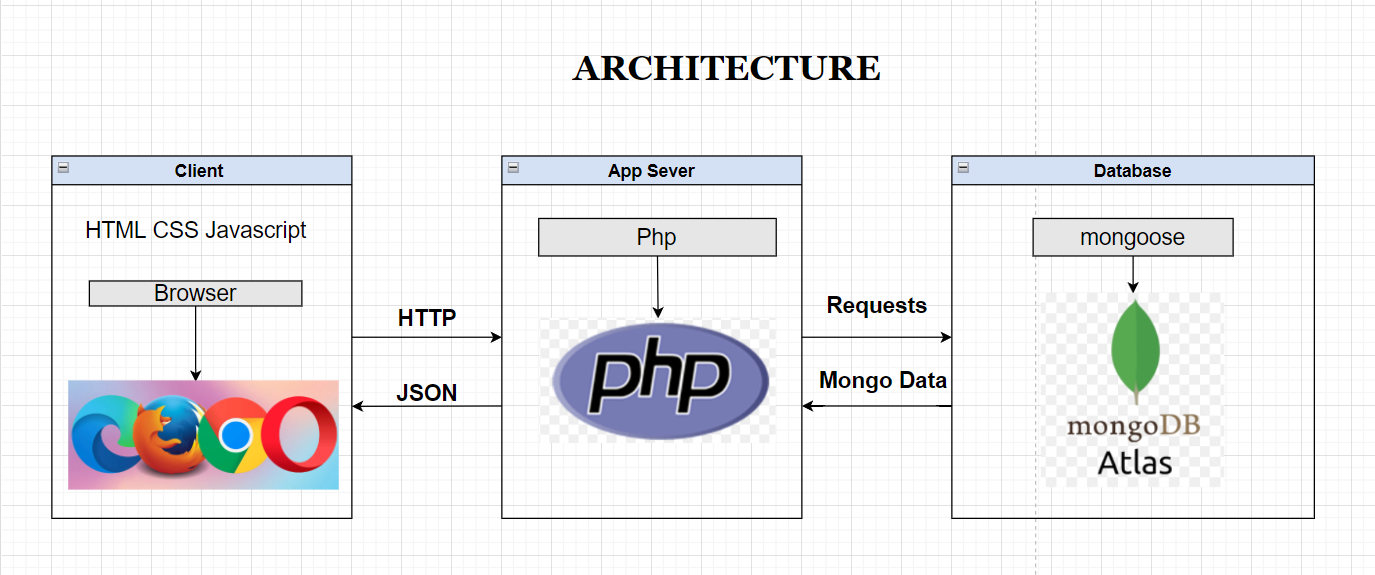 ARCHITECTURE
Client
HTML CSS Javascript
Browser
HTTP
JSON
App Sever
Php
php
Requests
Mongo Data
Database
mongoose
mongoDB
Atlas